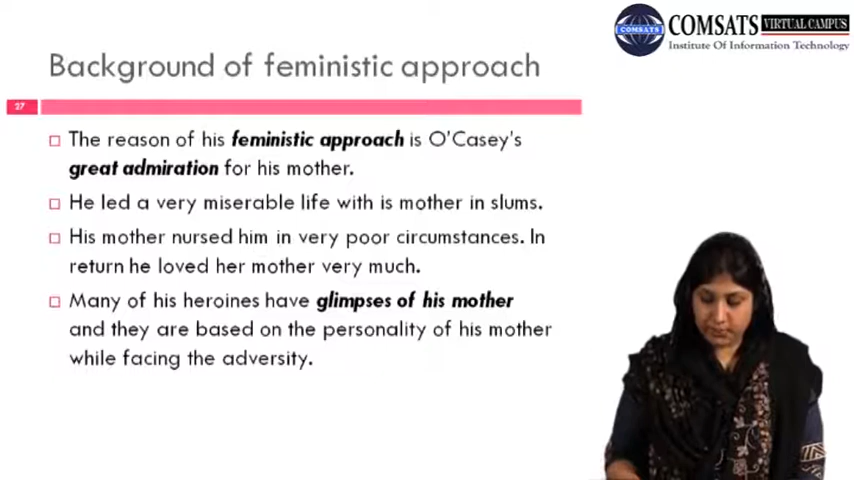 COMSATS VIRTUAL CAMPUS
Institute Of Information Technology
COMSATS
Background of feministic approach
27
The reason of his feministic approach is O'Casey's
great admiration for his mother.
He led a very miserable life with is mother in slums.
His mother nursed him in very poor circumstances. In
return he loved her mother very much.
Many of his heroines have glimpses of his mother
and they are based on the personality of his mother
while facing the adversity.